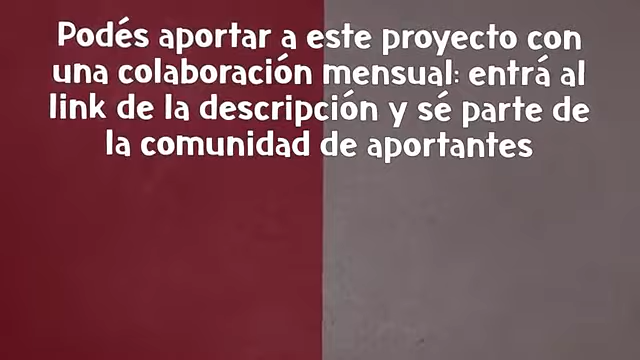 Podés aportar a este proyecto con
una colaboración mensual: entrá al
link de la descripción y sé parte de
la comunidad de aportantes